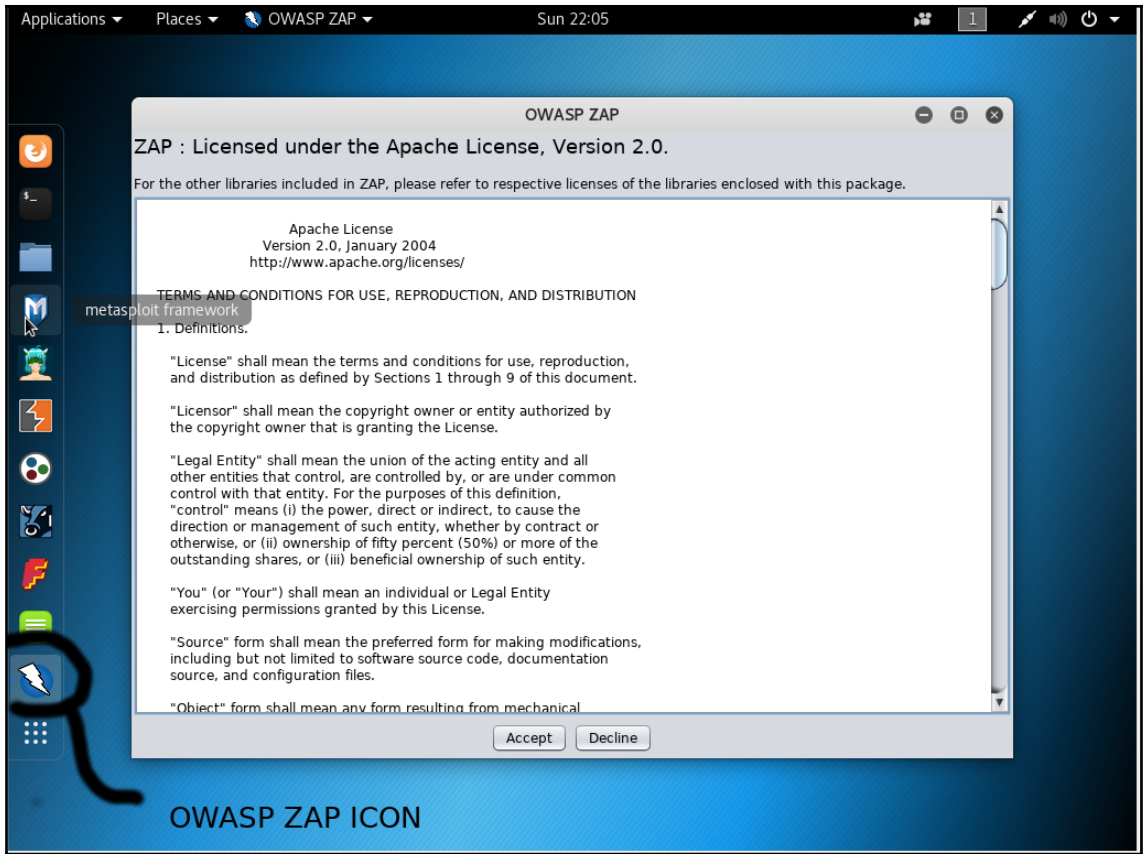 Applications Places OWASP ZAP Sun 22:05 1
OWASP ZAP
ZAP : Licensed under the Apache License, Version 2.0.
For the other libraries included in ZAP, please refer to respective licenses of the libraries enclosed with this package.
Apache License
Version 2.0, January 2004
http://www.apache.org/licenses/
TERMS AND CONDITIONS FOR USE, REPRODUCTION, AND DISTRIBUTION
metasploit framework
1. Definitions.
"License" shall mean the terms and conditions for use, reproduction,
and distribution as defined by Sections 1 through 9 of this document.
"Licensor" shall mean the copyright owner or entity authorized by
the copyright owner that is granting the License.
"Legal Entity" shall mean the union of the acting entity and all
other entities that control, are controlled by, or are under common
control with that entity. For the purposes of this definition,
"control" means (i) the power, direct or indirect, to cause the
direction or management of such entity, whether by contract or
otherwise, or (ii) ownership of fifty percent (50%) or more of the
outstanding shares, or (iii) beneficial ownership of such entity.
"You" (or "Your") shall mean an individual or Legal Entity
exercising permissions granted by this License.
"Source" form shall mean the preferred form for making modifications,
including but not limited to software source code, documentation
source, and configuration files.
"Object" form shall mean any form resulting from mechanical
Accept Decline
OWASP ZAP ICON